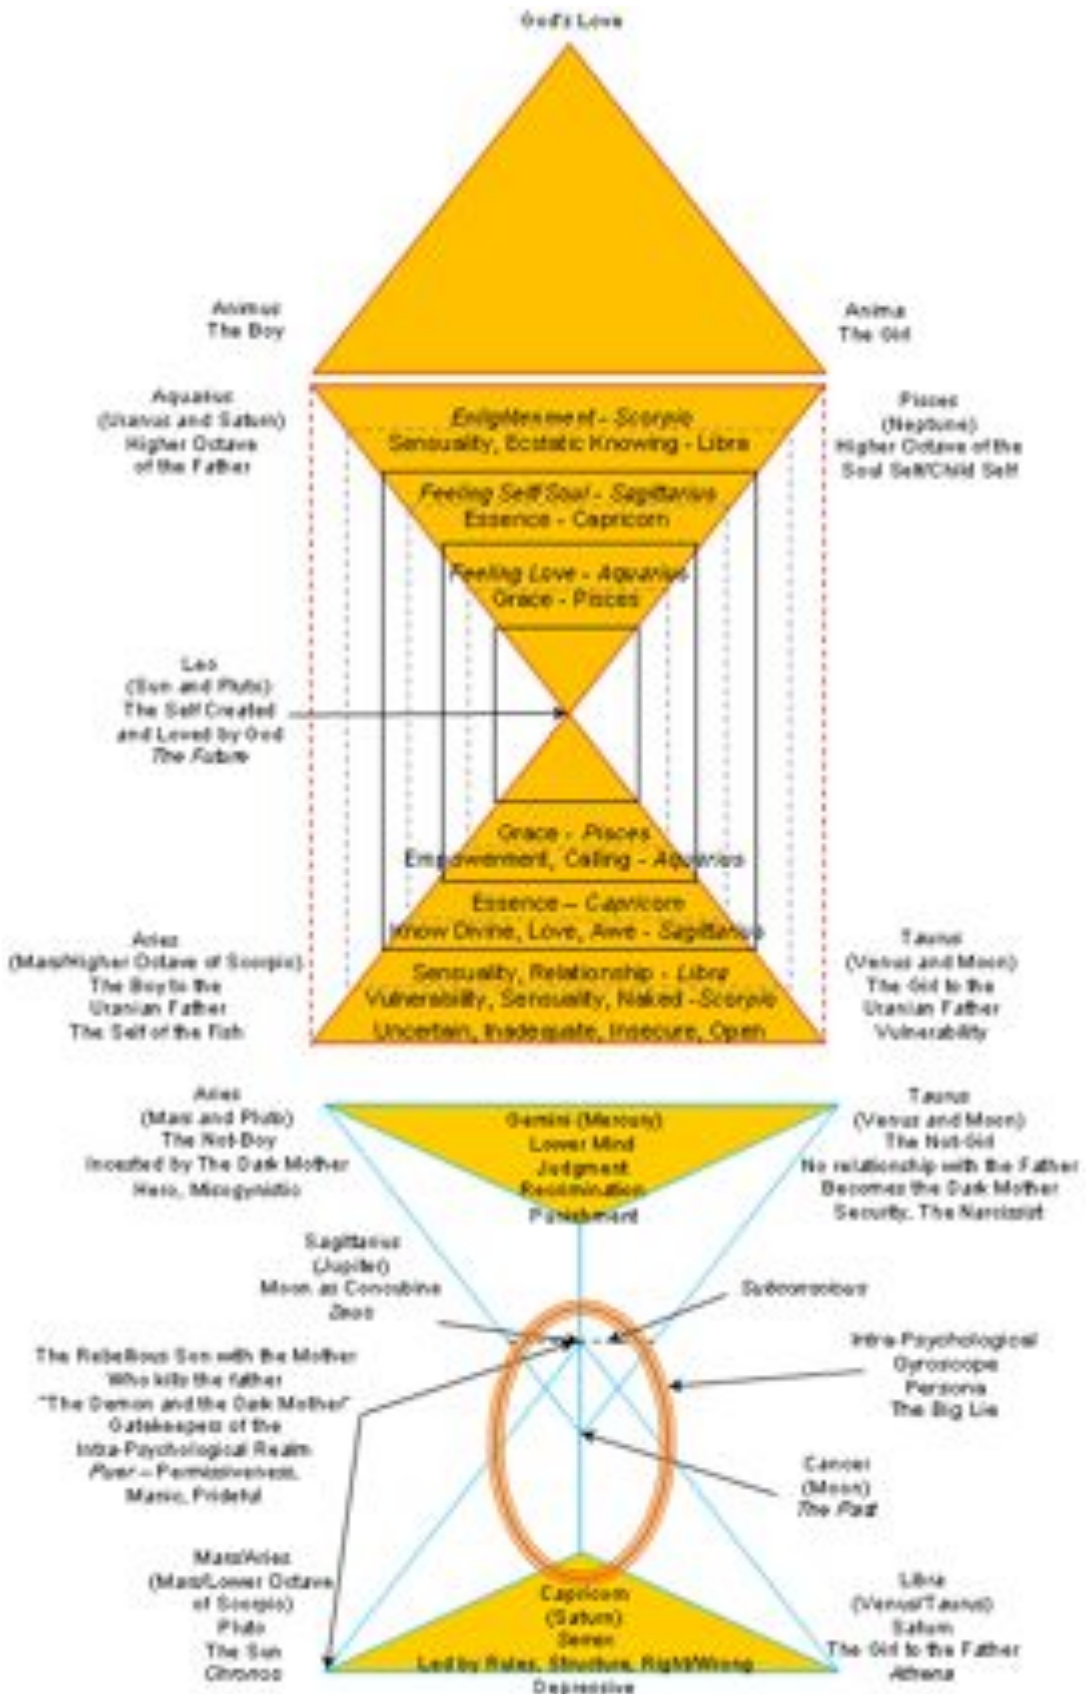 God's Love
Animus
The Boy
Anima
The Girl
Aquarius
(Uranus and Saturn)
Higher Octave
of the Father
Pisces
(Neptune)
Higher Octave of the
Soul Self/Child Self
Enlightenment - Scorpio
Sensuality, Ecstatic Knowing - Libra
Feeling Self/Soul - Sagittarius
Essence - Capricorn
Feeling Love - Aquarius
Grace - Pisces
Leo
(Sun and Pluto)
The Self Created
and Loved by God
The Future
Grace - Pisces
Empowerment, Calling - Aquarius
Essence – Capricorn
Know Divine, Love, Awe - Sagittarius
Sensuality, Relationship - Libra
Vulnerability, Sensuality, Naked -Scorpio
Uncertain, Inadequate, Insecure, Open
Aries
(Mars/Higher Octave of Scorpio)
The Boy to the
Uranian Father
The Self of the Fish
Taurus
(Venus and Moon)
The Girl to the
Uranian Father
Vulnerability
Aries
(Mars and Pluto)
The Not-Boy
Incested by The Dark Mother
Hero, Misogynistic
Gemini (Mercury)
Lower Mind
Judgment
Recrimination
Punishment
Taurus
(Venus and Moon)
The Not-Girl
No relationship with the Father
Becomes the Dark Mother
Security, The Narcissist
Sagittarius
(Jupiter)
Moon as Concubine
Zeus
Subconscious
The Rebellious Son with the Mother
Who kills the father
"The Demon and the Dark Mother"
Gatekeepers of the
Intra-Psychological Realm
Puer – Permissiveness,
Manic, Prideful
Intra-Psychological
Gyroscope
Persona
The Big Lie
Cancer
(Moon)
The Past
Mars/Aries
(Mars/Lower Octave
of Scorpio)
Pluto
The Sun
Chronos
Capricorn
(Saturn)
Senex
Led by Rules, Structure, Right/Wrong
Depressive
Libra
(Venus/Taurus)
Saturn
The Girl to the Father
Athena